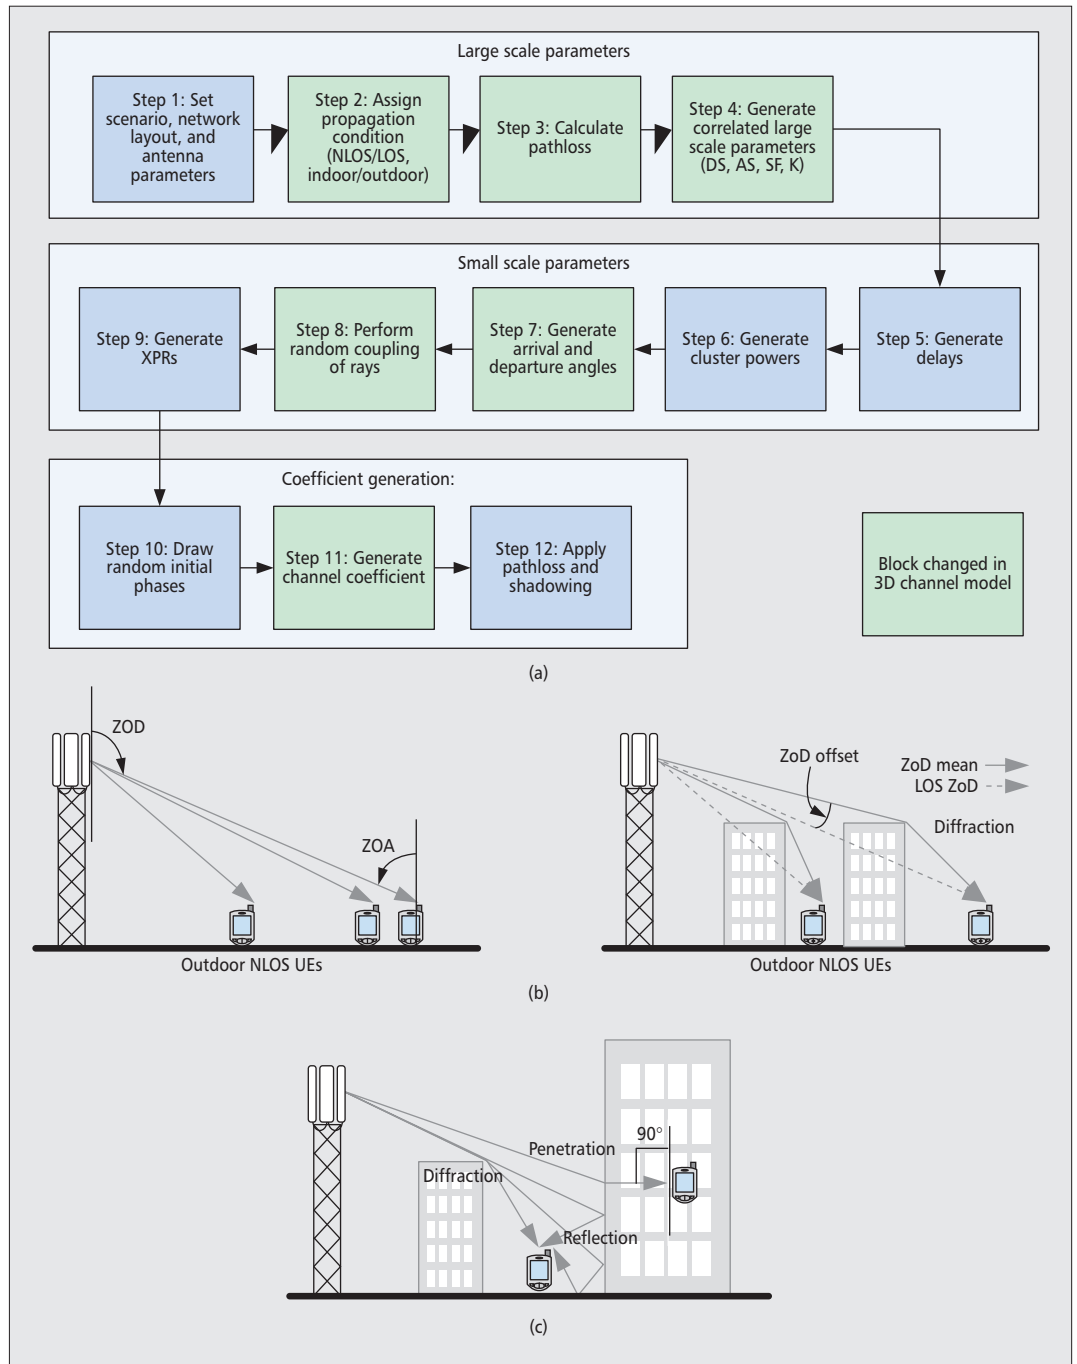 Large scale parameters
Step 1: Set
scenario, network
layout, and
antenna
parameters
Step 2: Assign
propagation
condition
(NLOS/LOS,
indoor/outdoor)
Step 3: Calculate
pathloss
Step 4: Generate
correlated large
scale parameters
(DS, AS, SF, K)
Small scale parameters
Step 9: Generate
XPRs
Step 8: Perform
random coupling
of rays
Step 7: Generate
arrival and
departure angles
Step 6: Generate
cluster powers
Step 5: Generate
delays
Coefficient generation:
Step 10: Draw
random initial
phases
Step 11: Generate
channel coefficient
Step 12: Apply
pathloss and
shadowing
Block changed in
3D channel model
(a)
ZOD
ZOA
Outdoor NLOS UEs
ZoD offset
ZoD mean
LOS ZoD
Diffraction
Outdoor NLOS UEs
(b)
90°
Penetration
Diffraction
Reflection
(c)